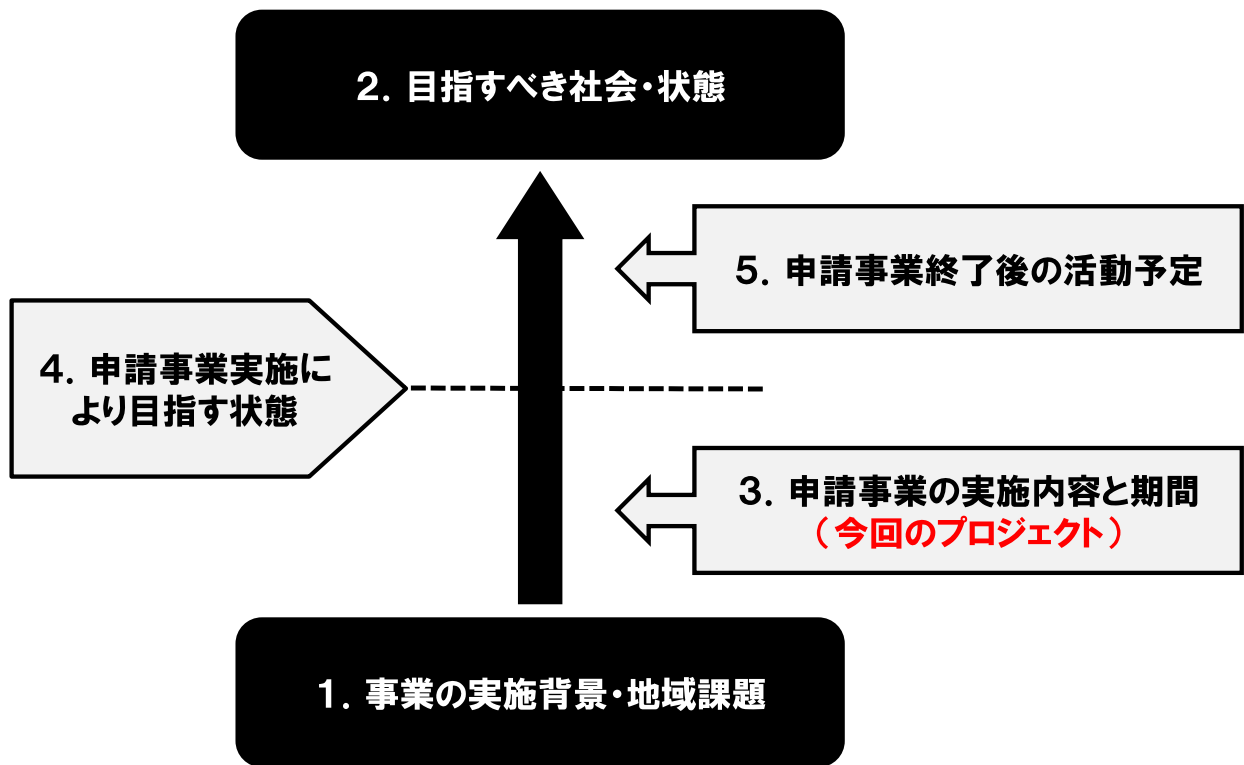 2. 目指すべき社会・状態
5. 申請事業終了後の活動予定
4. 申請事業実施に
より目指す状態
3. 申請事業の実施内容と期間
（今回のプロジェクト）
1. 事業の実施背景・地域課題